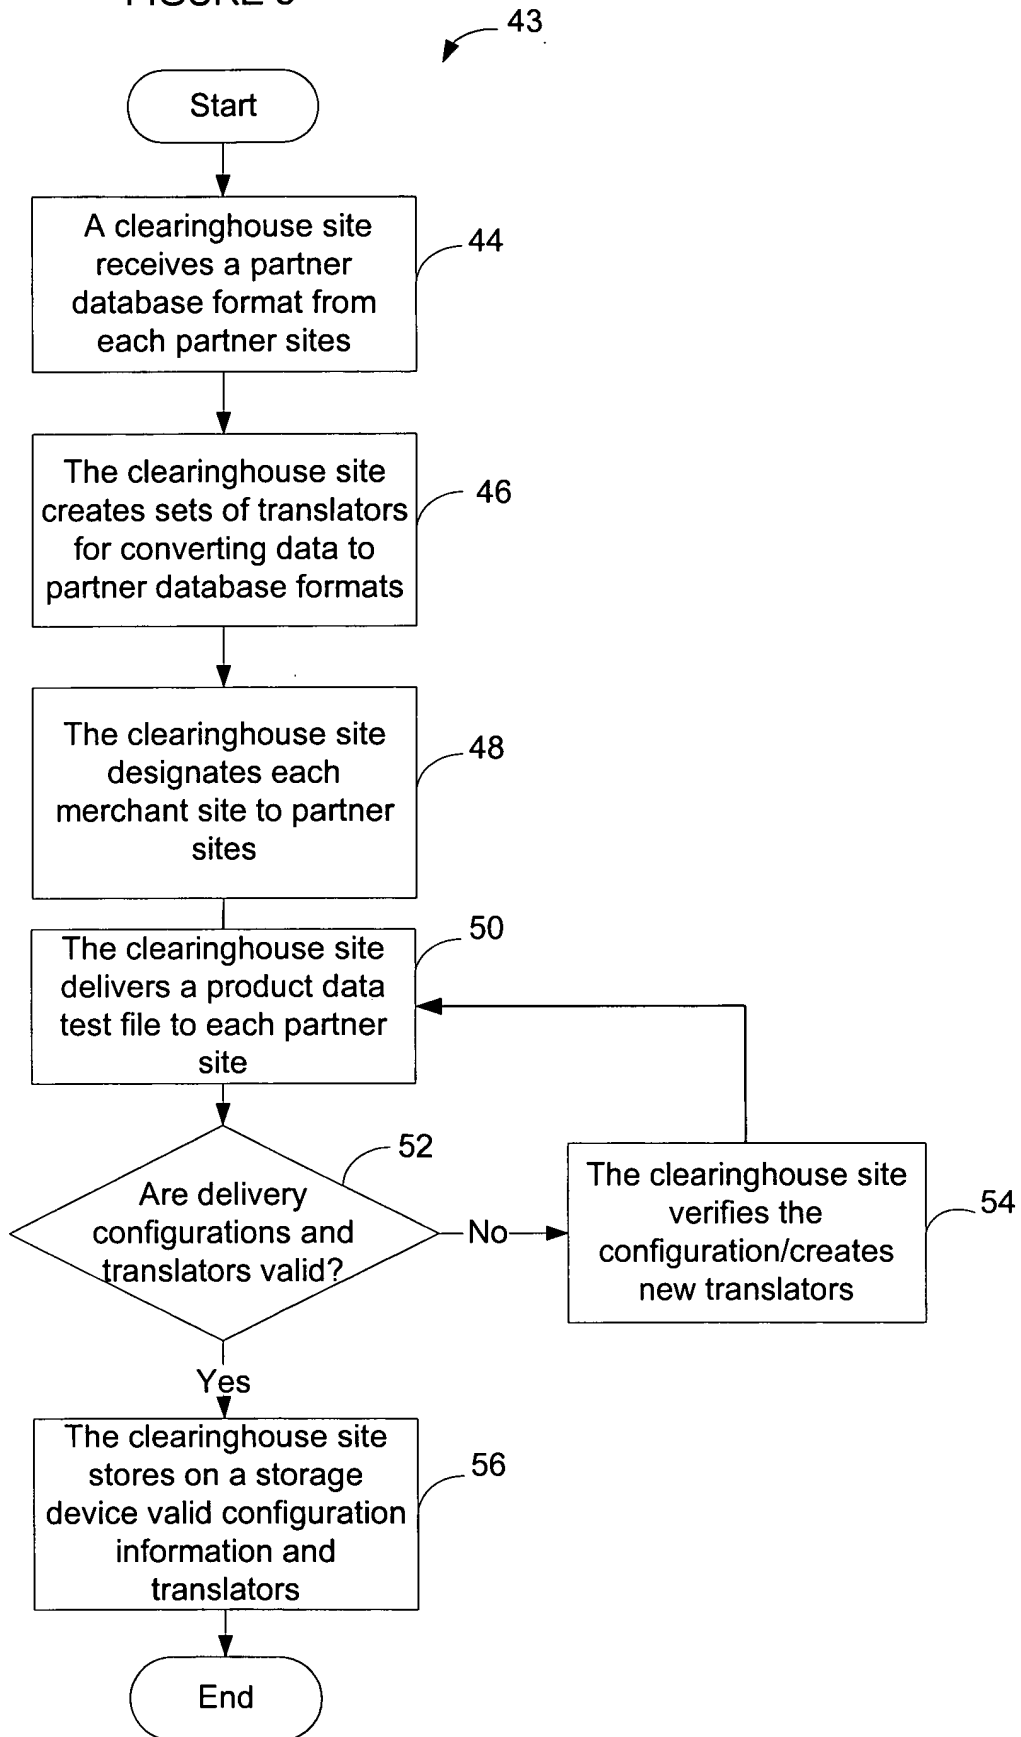 43
Start
A clearinghouse site
receives a partner
database format from
each partner sites
44
The clearinghouse site
creates sets of translators
for converting data to
partner database formats
46
The clearinghouse site
designates each
merchant site to partner
sites
48
The clearinghouse site
delivers a product data
test file to each partner
site
50
Are delivery
configurations and
translators valid?
52
No
The clearinghouse site
verifies the
configuration/creates
new translators
54
Yes
The clearinghouse site
stores on a storage
device valid configuration
information and
translators
56
End